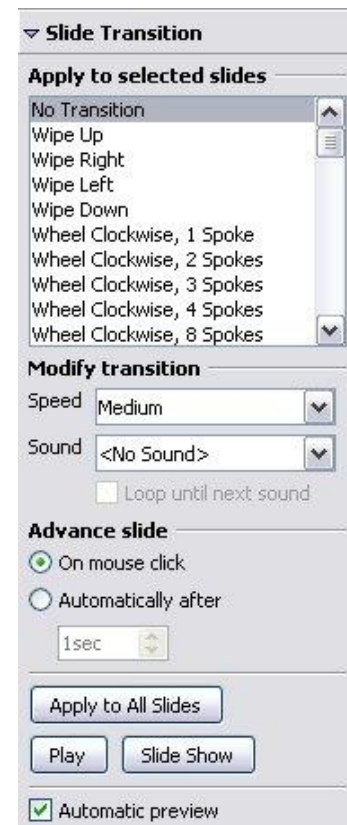 Slide Transition
Apply to selected slides
No Transition
Wipe Up
Wipe Right
Wipe Left
Wipe Down
Wheel Clockwise, 1 Spoke
Wheel Clockwise, 2 Spokes
Wheel Clockwise, 3 Spokes
Wheel Clockwise, 4 Spokes
Wheel Clockwise, 8 Spokes
Modify transition
Speed Medium
Sound <No Sound>
Loop until next sound
Advance slide
On mouse click
Automatically after
1sec
Apply to All Slides
Play Slide Show
Automatic preview